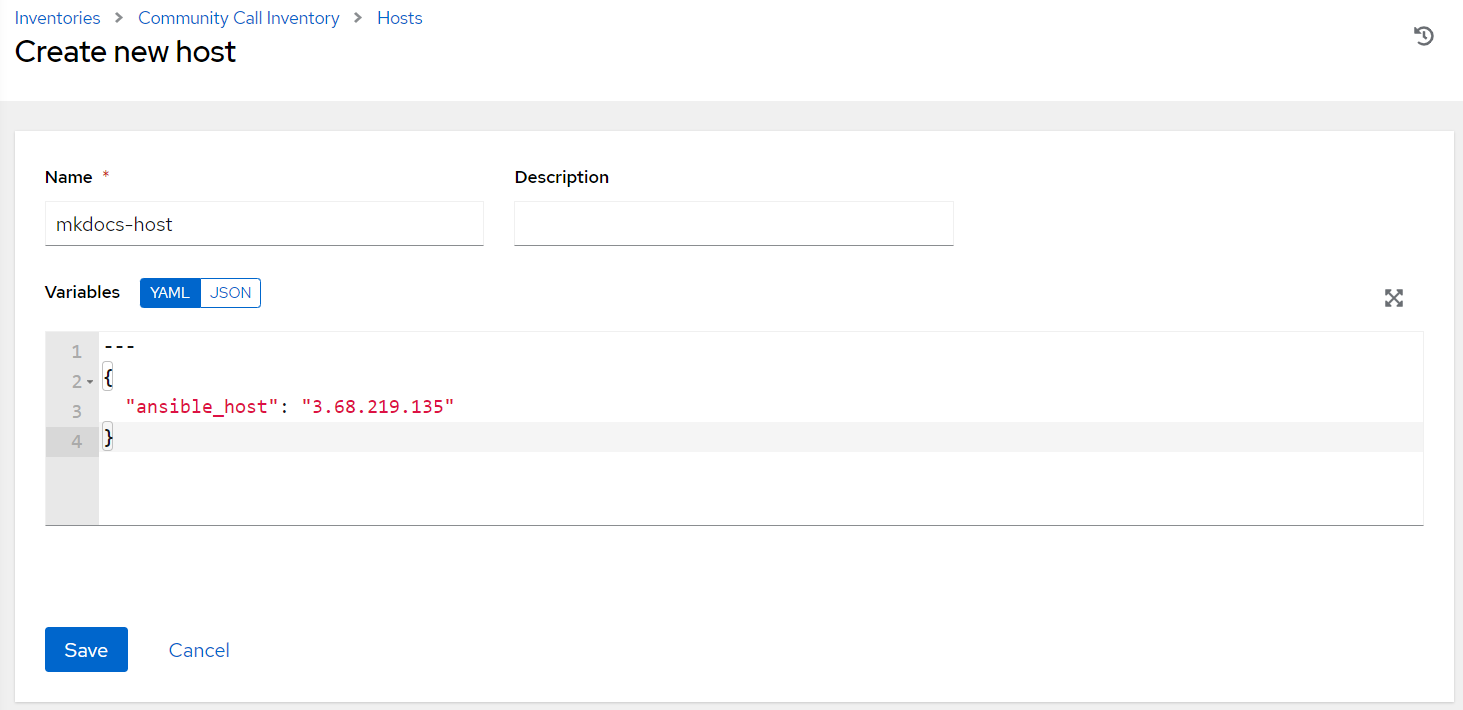 Inventories > Community Call Inventory > Hosts
Create new host
Name * Description
mkdocs-host
Variables YAML JSON
1 ---
2 {
3 "ansible_host": "3.68.219.135"
4 }
Save Cancel